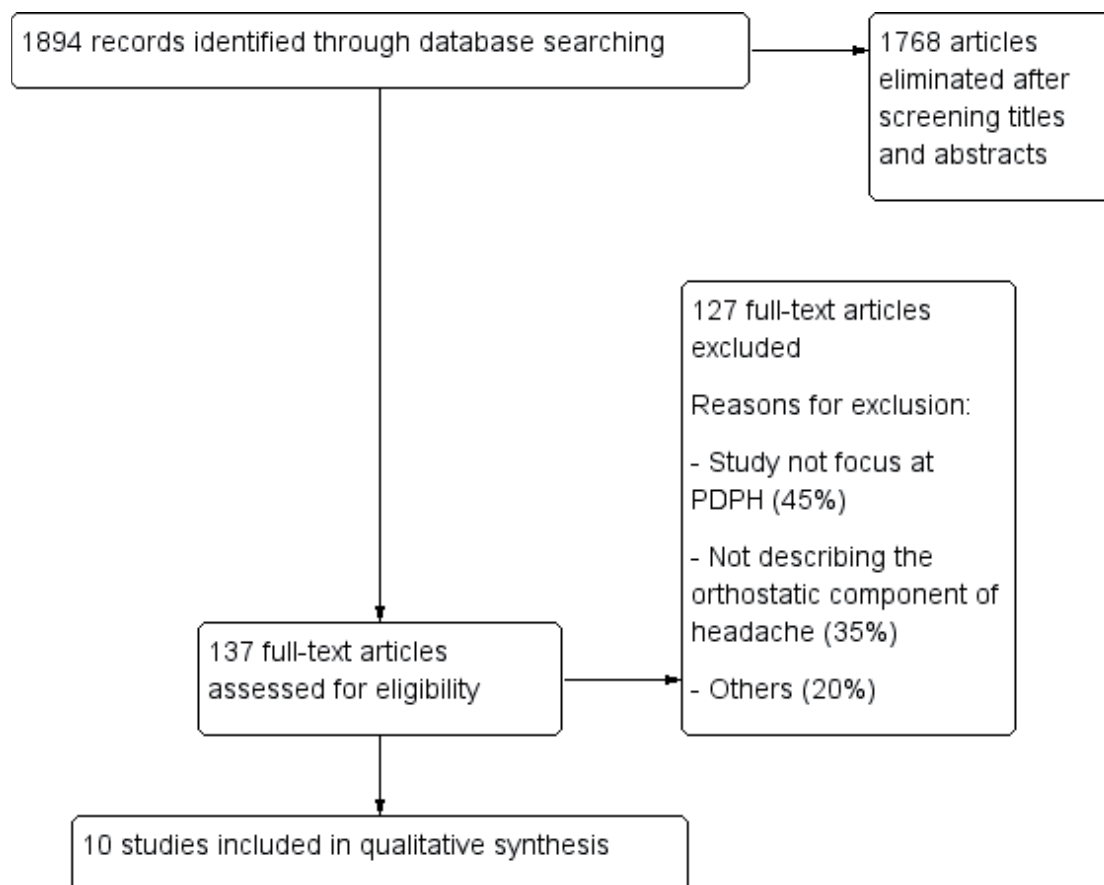 1894 records identified through database searching
1768 articles
eliminated after
screening titles
and abstracts
127 full-text articles
excluded
Reasons for exclusion:
- Study not focus at
PDPH (45%)
- Not describing the
orthostatic component of
headache (35%)
- Others (20%)
137 full-text articles
assessed for eligibility
10 studies included in qualitative synthesis